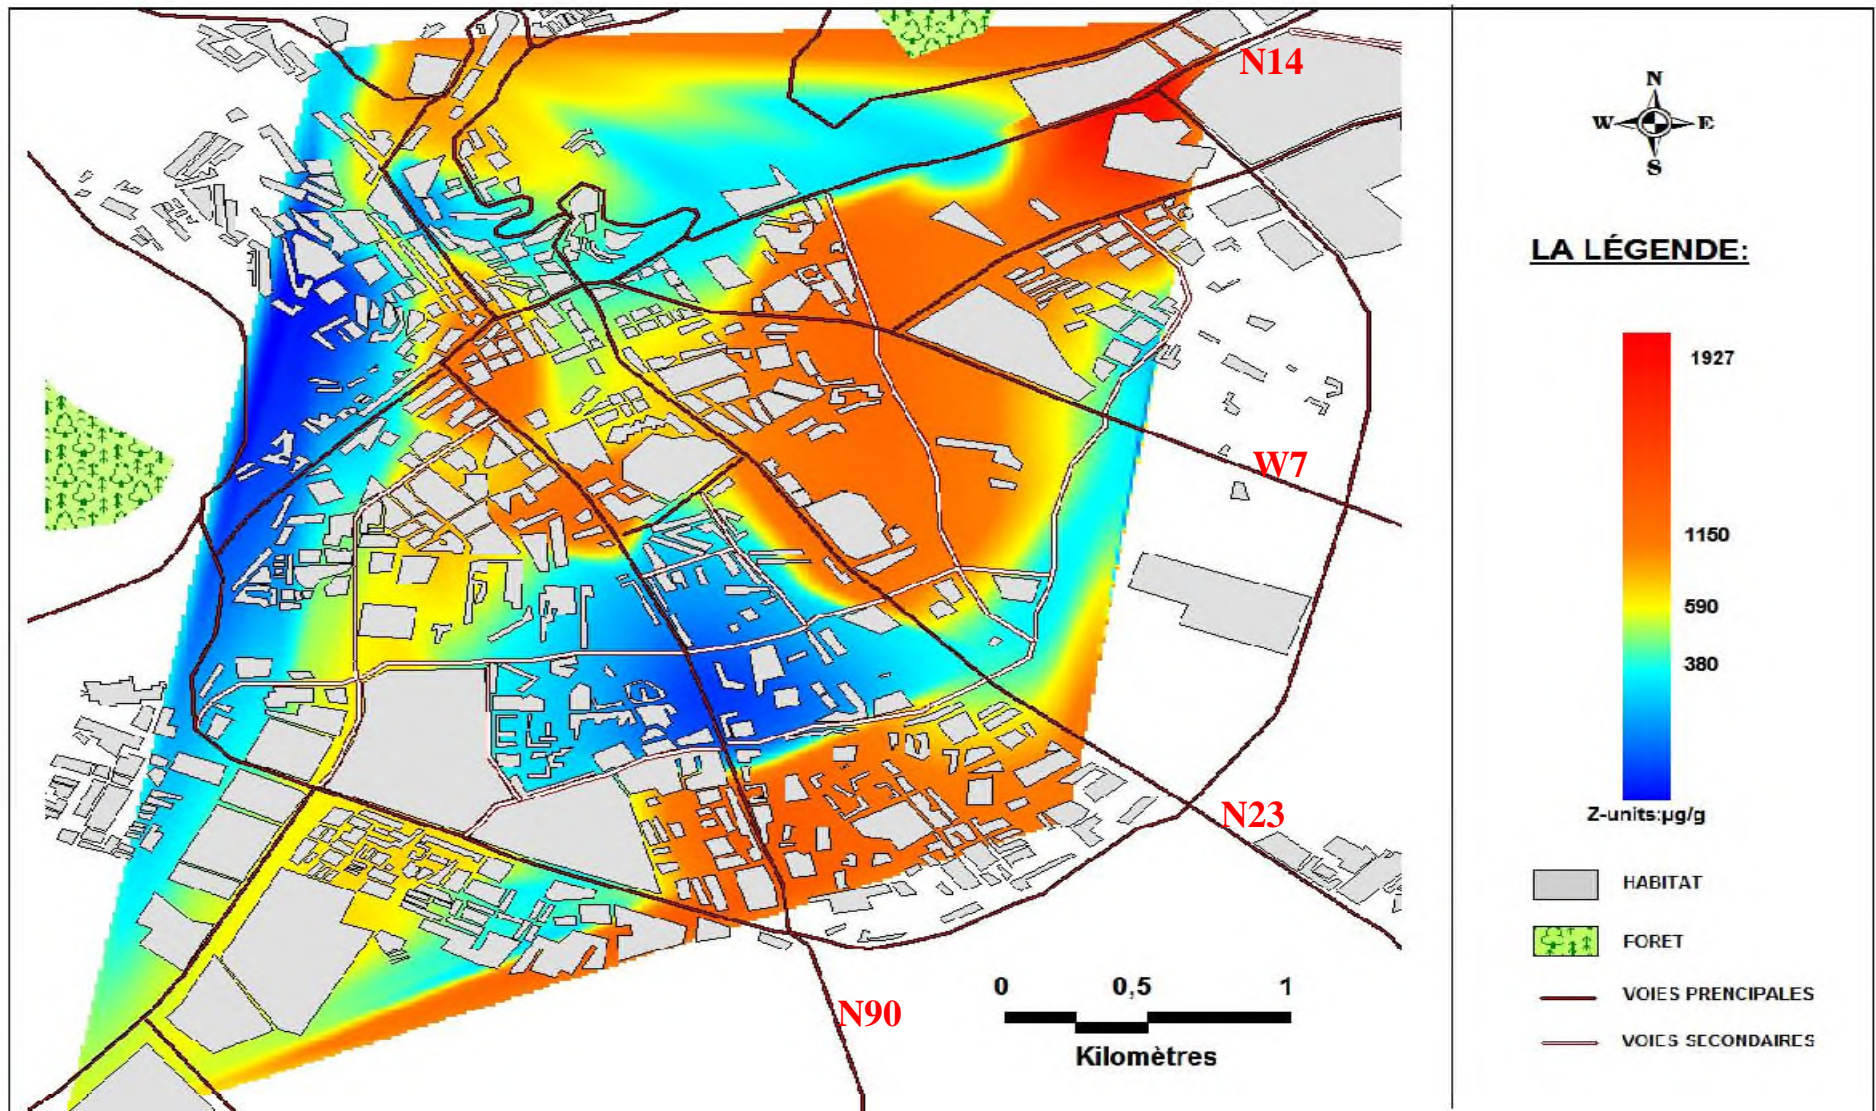 N14
W7
N23
N90
0 0,5 1
Kilomètres
N
W E
S
LA LÉGENDE:
1927
1150
590
380
Z-units:µg/g
HABITAT
FORET
VOIES PRENCIPALES
VOIES SECONDAIRES